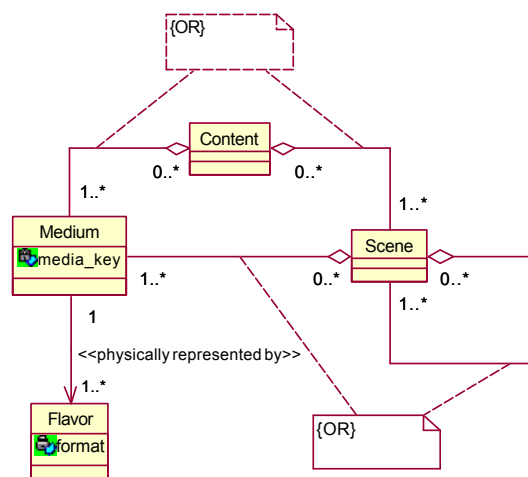 {OR}
Content
0..*
0..*
1..*
1..*
Medium
media_key
Scene
1..*
0..*
0..*
1
1..*
<<physically represented by>>
1..*
Flavor
format
{OR}